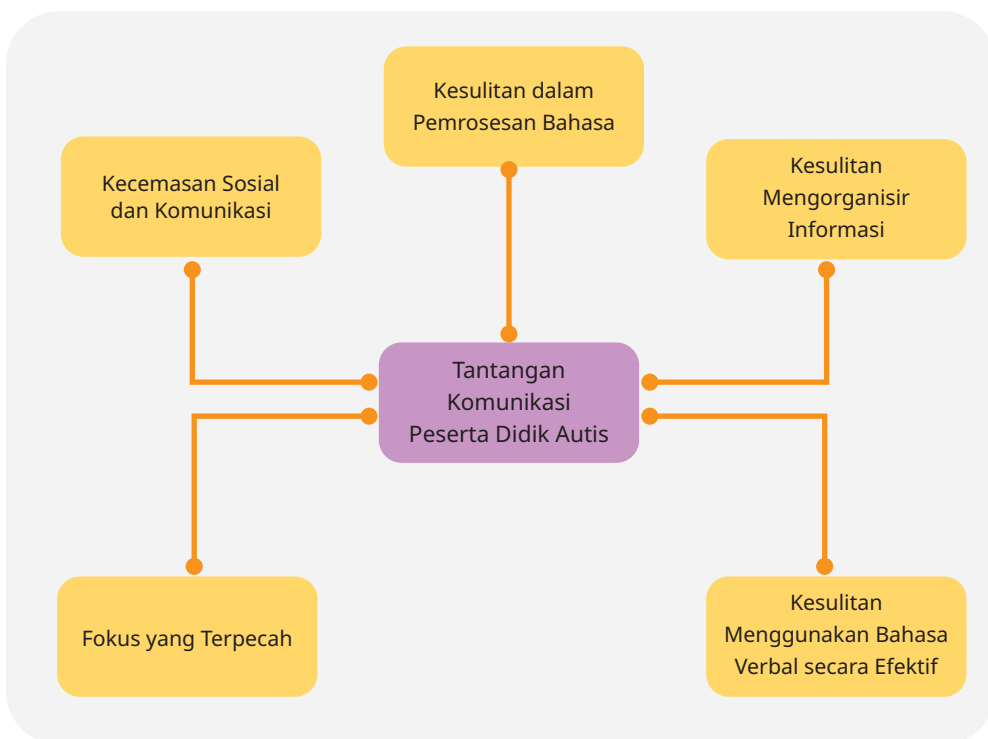 Kesulitan dalam
Pemrosesan Bahasa
Kecemasan Sosial
dan Komunikasi
Kesulitan
Mengorganisir
Informasi
Tantangan
Komunikasi
Peserta Didik Autis
Fokus yang Terpecah
Kesulitan
Menggunakan Bahasa
Verbal secara Efektif